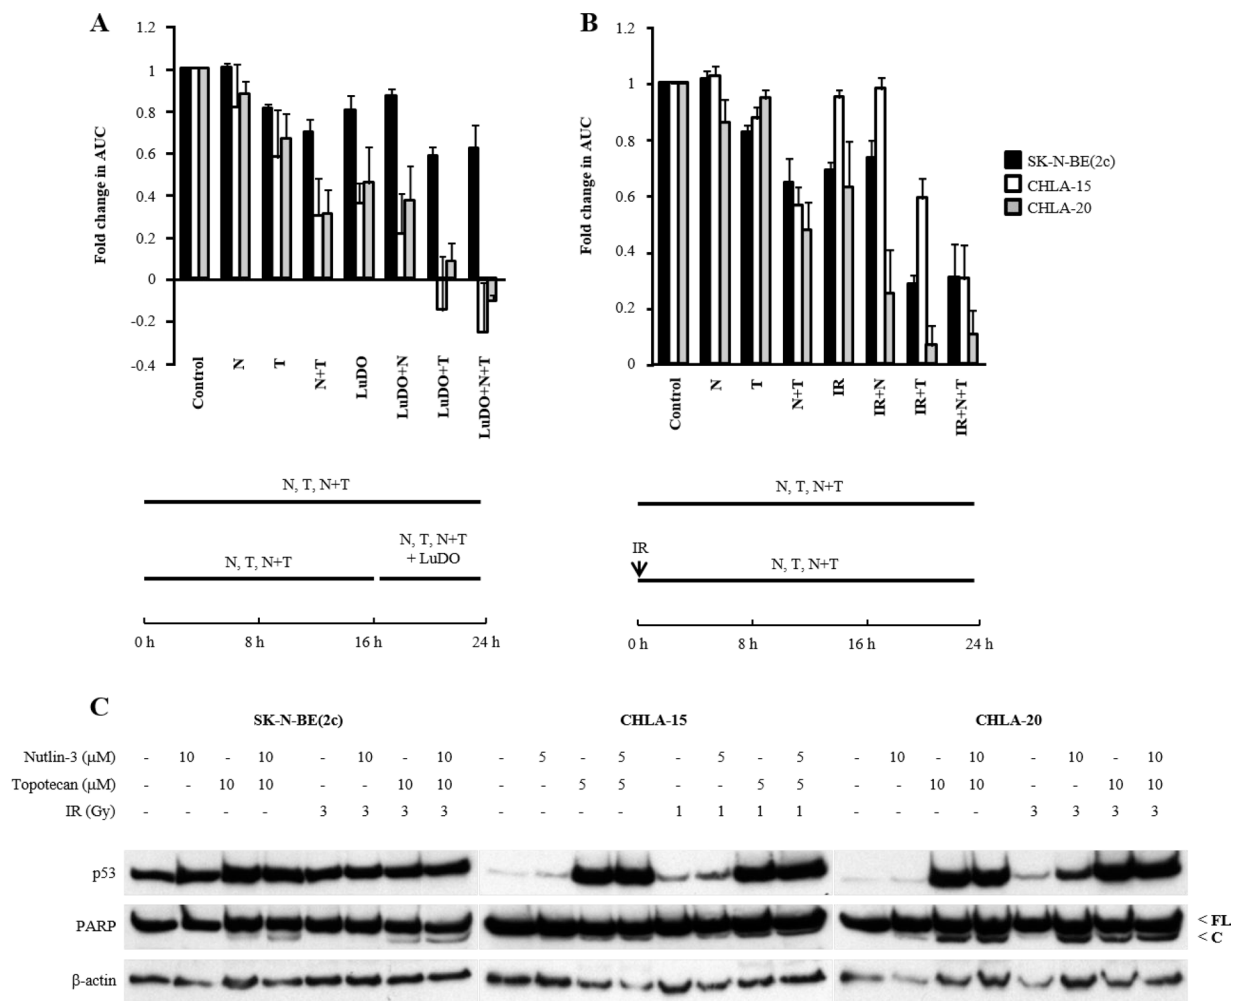 A
1.2
1
0.8
0.6
0.4
0.2
0
-0.2
-0.4
Fold change in AUC
Control
N
T
N+T
LuDO
LuDO+N
LuDO+T
LuDO+N+T
B
1.2
1
0.8
0.6
0.4
0.2
0
Fold change in AUC
Control
N
T
N+T
IR
IR+N
IR+T
IR+N+T
SK-N-BE(2c)
CHLA-15
CHLA-20
N, T, N+T
N, T, N+T
N, T, N+T
+ LuDO
0 h 8 h 16 h 24 h
N, T, N+T
IR
N, T, N+T
0 h 8 h 16 h 24 h
C
SK-N-BE(2c) CHLA-15 CHLA-20
Nutlin-3 (μM) - 10 - 10 - 10 - 10 - 5 - 5 - 5 - 5 - 10 - 10 - 10 - 10
Topotecan (μM) - - 10 10 - - 10 10 - - 5 5 - - 5 5 - - 10 10 - - 10 10
IR (Gy) - - - - 3 3 3 3 - - - - 1 1 1 1 - - - - 3 3 3 3
p53
PARP
< FL
< C
β-actin